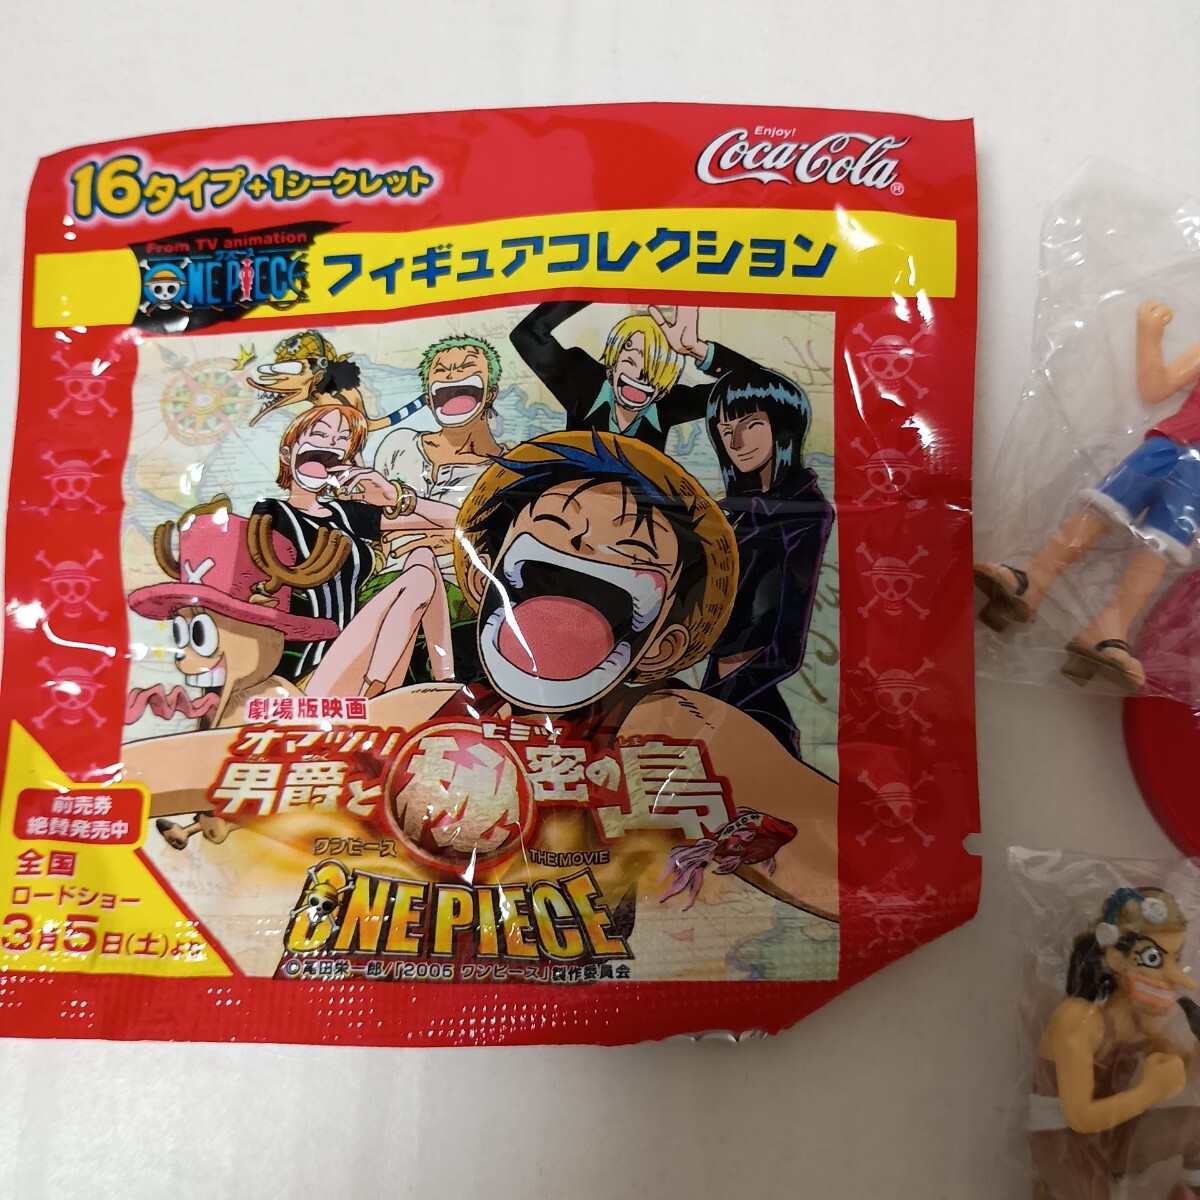 16タイプ+1シークレット
Enjoy!
Coca-Cola®
From TV animation
ワンピース
ONE PIECE
フィギュアコレクション
劇場版映画
オマツリ
男爵と
ヒミツ
秘密の島
ワンピース
THE MOVIE
ONE PIECE
前売券
絶賛発売中
全国
ロードショー
3月5日(土)より
©尾田栄一郎/「2005 ワンピース」製作委員会